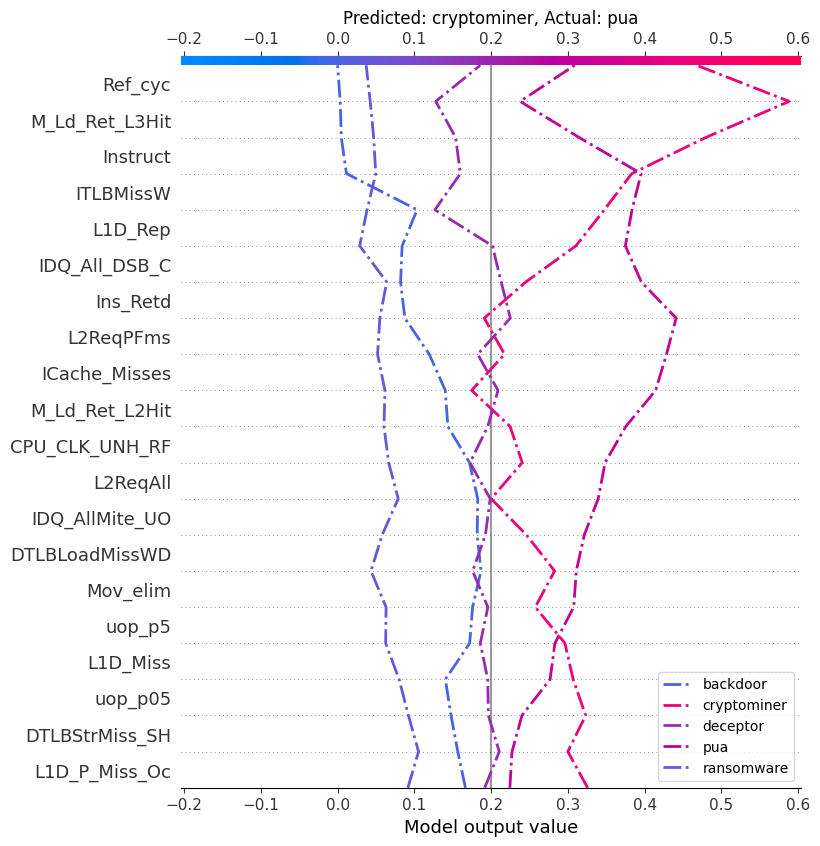 Predicted: cryptominer, Actual: pua
−0.2 −0.1 0.0 0.1 0.2 0.3 0.4 0.5 0.6
Ref_cyc
M_Ld_Ret_L3Hit
Instruct
ITLBMissW
L1D_Rep
IDQ_All_DSB_C
Ins_Retd
L2ReqPFms
ICache_Misses
M_Ld_Ret_L2Hit
CPU_CLK_UNH_RF
L2ReqAll
IDQ_AllMite_UO
DTLBLoadMissWD
Mov_elim
uop_p5
L1D_Miss
uop_p05
DTLBStrMiss_SH
L1D_P_Miss_Oc
backdoor
cryptominer
deceptor
pua
ransomware
−0.2 −0.1 0.0 0.1 0.2 0.3 0.4 0.5 0.6
Model output value